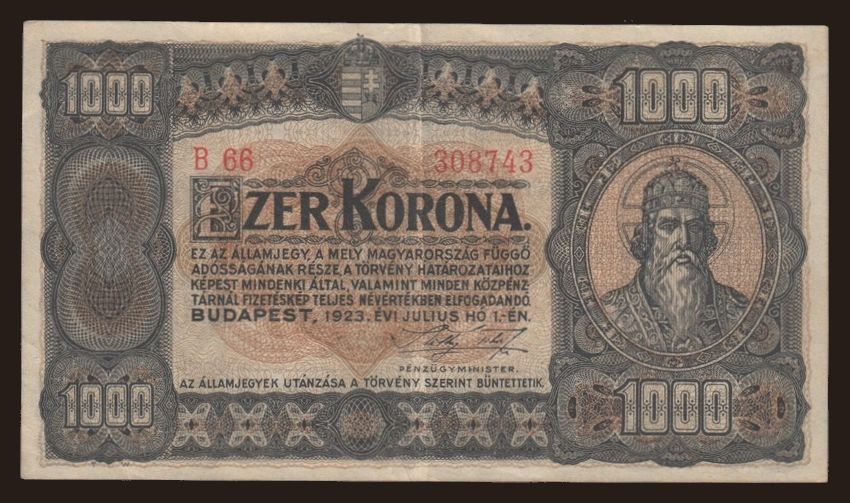 1000
1000
B 66 308743
EZER KORONA.
EZ AZ ÁLLAMJEGY, A MELY MAGYARORSZÁG FÜGGŐ
ADÓSSÁGÁNAK RÉSZE, A TÖRVÉNY HATÁROZATAIHOZ
KÉPEST MINDENKI ÁLTAL, VALAMINT MINDEN KÖZPÉNZ-
TÁRNÁL FIZETÉSKÉP TELJES NÉVÉRTÉKBEN ELFOGADANDÓ.
BUDAPEST, 1923. ÉVI JULIUS HÓ 1.-ÉN.
PÉNZÜGYMINISTER.
AZ ÁLLAMJEGYEK UTÁNZÁSA A TÖRVÉNY SZERINT BÜNTETTETIK.
1000
1000